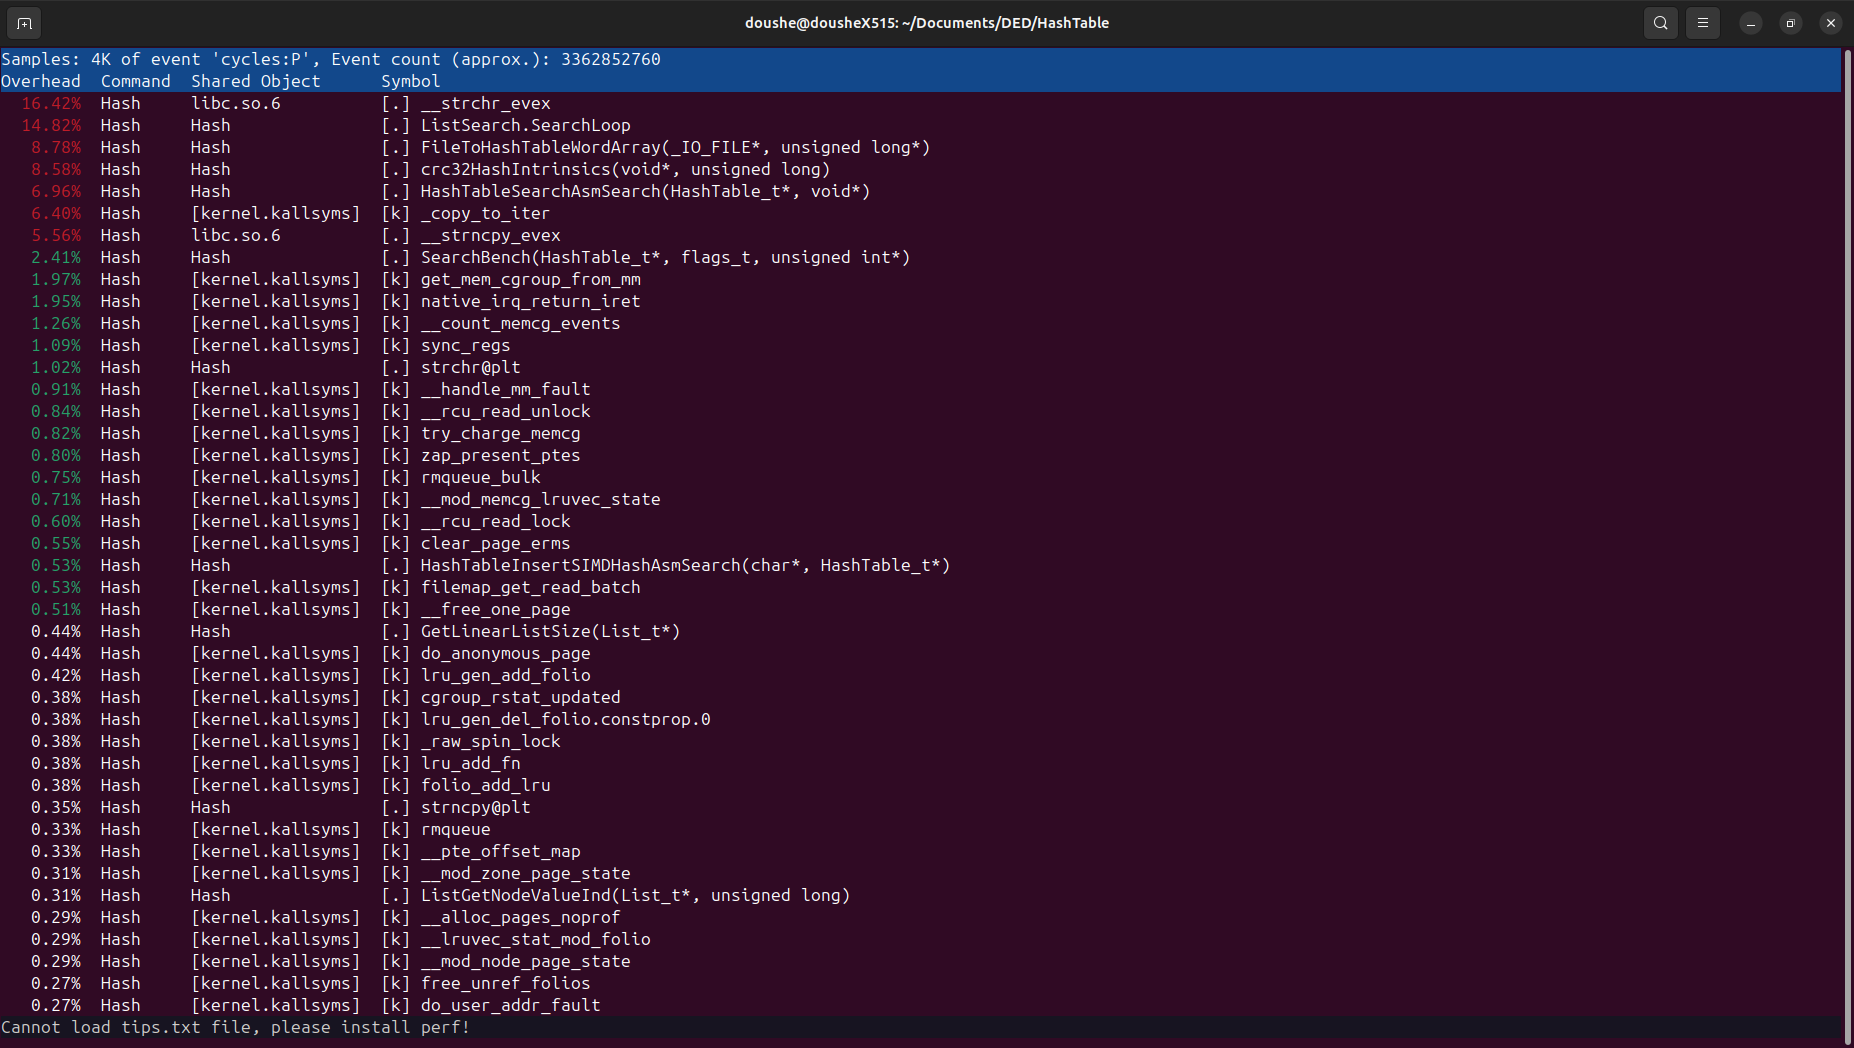 doushe@dousheX515: ~/Documents/DED/HashTable
Samples: 4K of event 'cycles:P', Event count (approx.): 3362852760
Overhead  Command  Shared Object      Symbol
  16.42%  Hash     libc.so.6          [.] __strchr_evex
  14.82%  Hash     Hash               [.] ListSearch.SearchLoop
   8.78%  Hash     Hash               [.] FileToHashTableWordArray(_IO_FILE*, unsigned long*)
   8.58%  Hash     Hash               [.] crc32HashIntrinsics(void*, unsigned long)
   6.96%  Hash     Hash               [.] HashTableSearchAsmSearch(HashTable_t*, void*)
   6.40%  Hash     [kernel.kallsyms]  [k] _copy_to_iter
   5.56%  Hash     libc.so.6          [.] __strncpy_evex
   2.41%  Hash     Hash               [.] SearchBench(HashTable_t*, flags_t, unsigned int*)
   1.97%  Hash     [kernel.kallsyms]  [k] get_mem_cgroup_from_mm
   1.95%  Hash     [kernel.kallsyms]  [k] native_irq_return_iret
   1.26%  Hash     [kernel.kallsyms]  [k] __count_memcg_events
   1.09%  Hash     [kernel.kallsyms]  [k] sync_regs
   1.02%  Hash     Hash               [.] strchr@plt
   0.91%  Hash     [kernel.kallsyms]  [k] __handle_mm_fault
   0.84%  Hash     [kernel.kallsyms]  [k] __rcu_read_unlock
   0.82%  Hash     [kernel.kallsyms]  [k] try_charge_memcg
   0.80%  Hash     [kernel.kallsyms]  [k] zap_present_ptes
   0.75%  Hash     [kernel.kallsyms]  [k] rmqueue_bulk
   0.71%  Hash     [kernel.kallsyms]  [k] __mod_memcg_lruvec_state
   0.60%  Hash     [kernel.kallsyms]  [k] __rcu_read_lock
   0.55%  Hash     [kernel.kallsyms]  [k] clear_page_erms
   0.53%  Hash     Hash               [.] HashTableInsertSIMDHashAsmSearch(char*, HashTable_t*)
   0.53%  Hash     [kernel.kallsyms]  [k] filemap_get_read_batch
   0.51%  Hash     [kernel.kallsyms]  [k] __free_one_page
   0.44%  Hash     Hash               [.] GetLinearListSize(List_t*)
   0.44%  Hash     [kernel.kallsyms]  [k] do_anonymous_page
   0.42%  Hash     [kernel.kallsyms]  [k] lru_gen_add_folio
   0.38%  Hash     [kernel.kallsyms]  [k] cgroup_rstat_updated
   0.38%  Hash     [kernel.kallsyms]  [k] lru_gen_del_folio.constprop.0
   0.38%  Hash     [kernel.kallsyms]  [k] _raw_spin_lock
   0.38%  Hash     [kernel.kallsyms]  [k] lru_add_fn
   0.38%  Hash     [kernel.kallsyms]  [k] folio_add_lru
   0.35%  Hash     Hash               [.] strncpy@plt
   0.33%  Hash     [kernel.kallsyms]  [k] rmqueue
   0.33%  Hash     [kernel.kallsyms]  [k] __pte_offset_map
   0.31%  Hash     [kernel.kallsyms]  [k] __mod_zone_page_state
   0.31%  Hash     Hash               [.] ListGetNodeValueInd(List_t*, unsigned long)
   0.29%  Hash     [kernel.kallsyms]  [k] __alloc_pages_noprof
   0.29%  Hash     [kernel.kallsyms]  [k] __lruvec_stat_mod_folio
   0.29%  Hash     [kernel.kallsyms]  [k] __mod_node_page_state
   0.27%  Hash     [kernel.kallsyms]  [k] free_unref_folios
   0.27%  Hash     [kernel.kallsyms]  [k] do_user_addr_fault
Cannot load tips.txt file, please install perf!